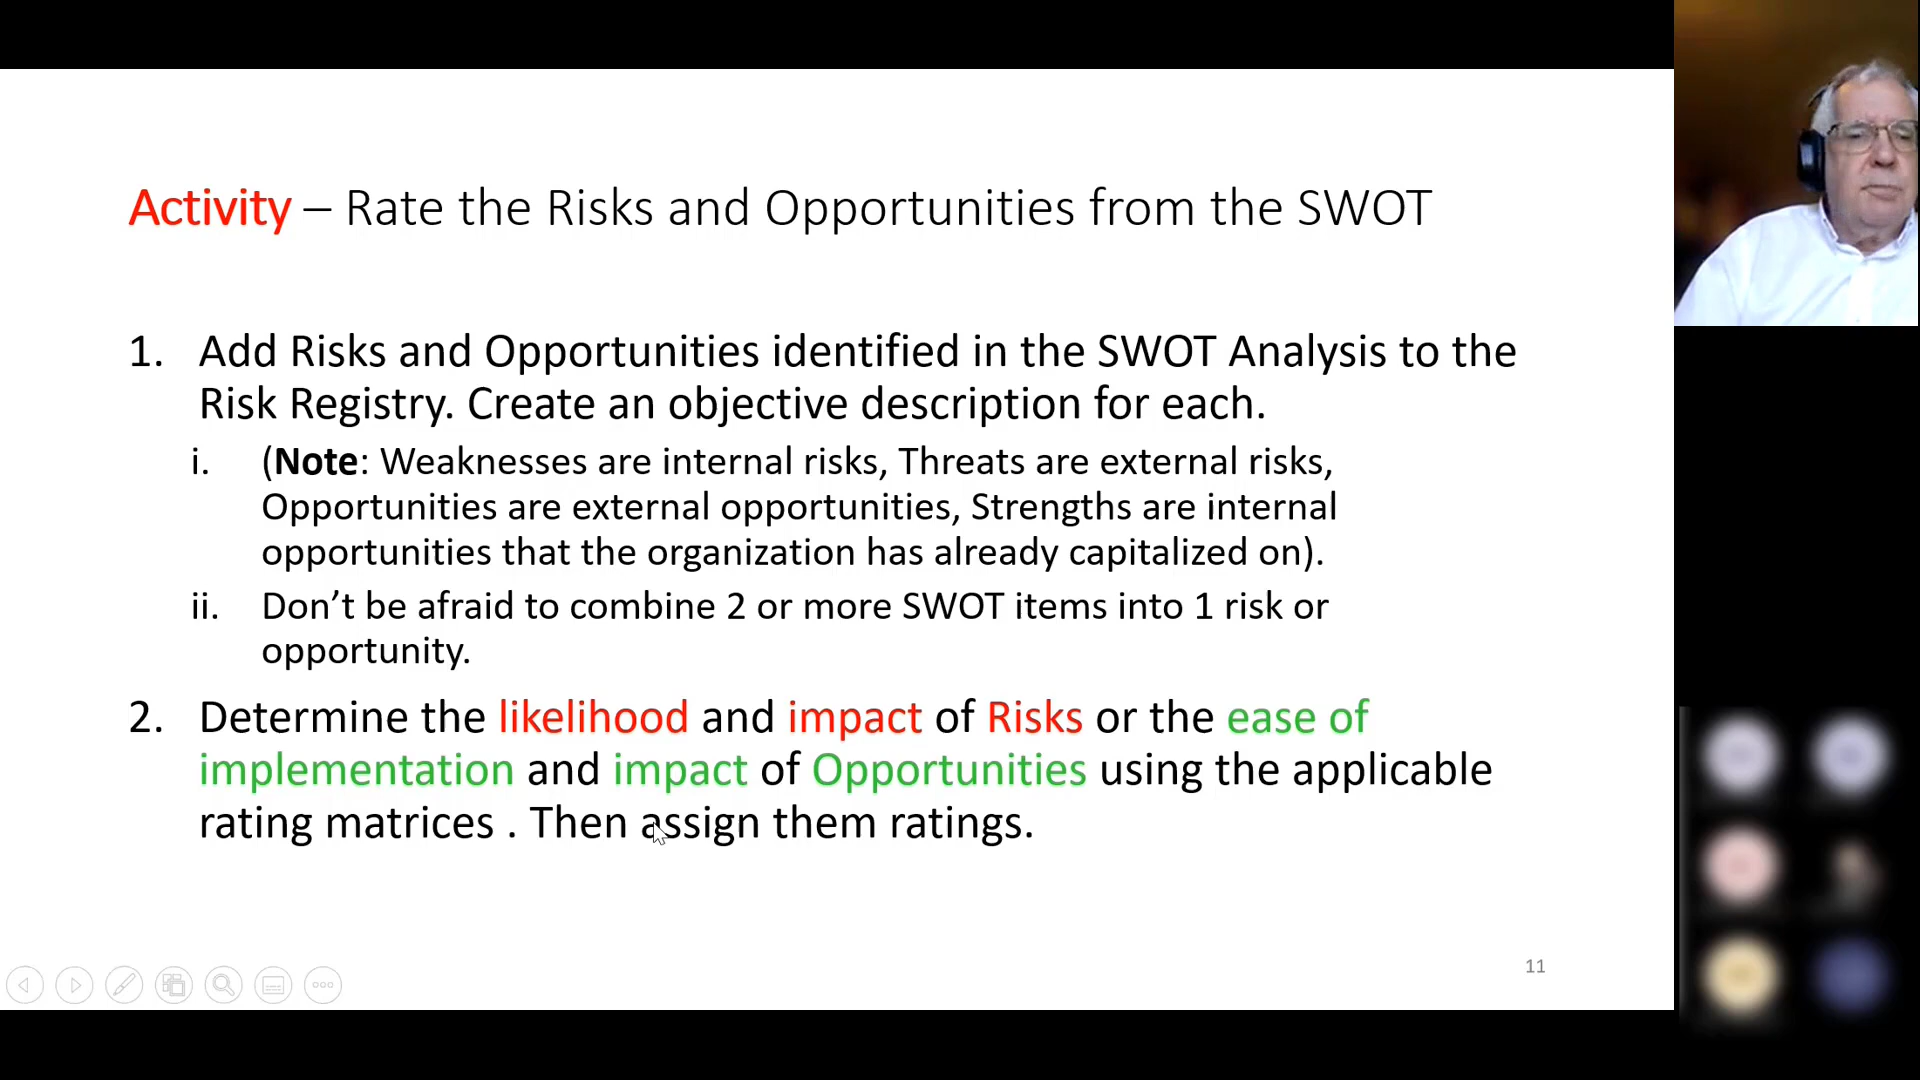 Activity – Rate the Risks and Opportunities from the SWOT
1. Add Risks and Opportunities identified in the SWOT Analysis to the
Risk Registry. Create an objective description for each.
i. (Note: Weaknesses are internal risks, Threats are external risks,
Opportunities are external opportunities, Strengths are internal
opportunities that the organization has already capitalized on).
ii. Don’t be afraid to combine 2 or more SWOT items into 1 risk or
opportunity.
2. Determine the likelihood and impact of Risks or the ease of
implementation and impact of Opportunities using the applicable
rating matrices . Then assign them ratings.
11